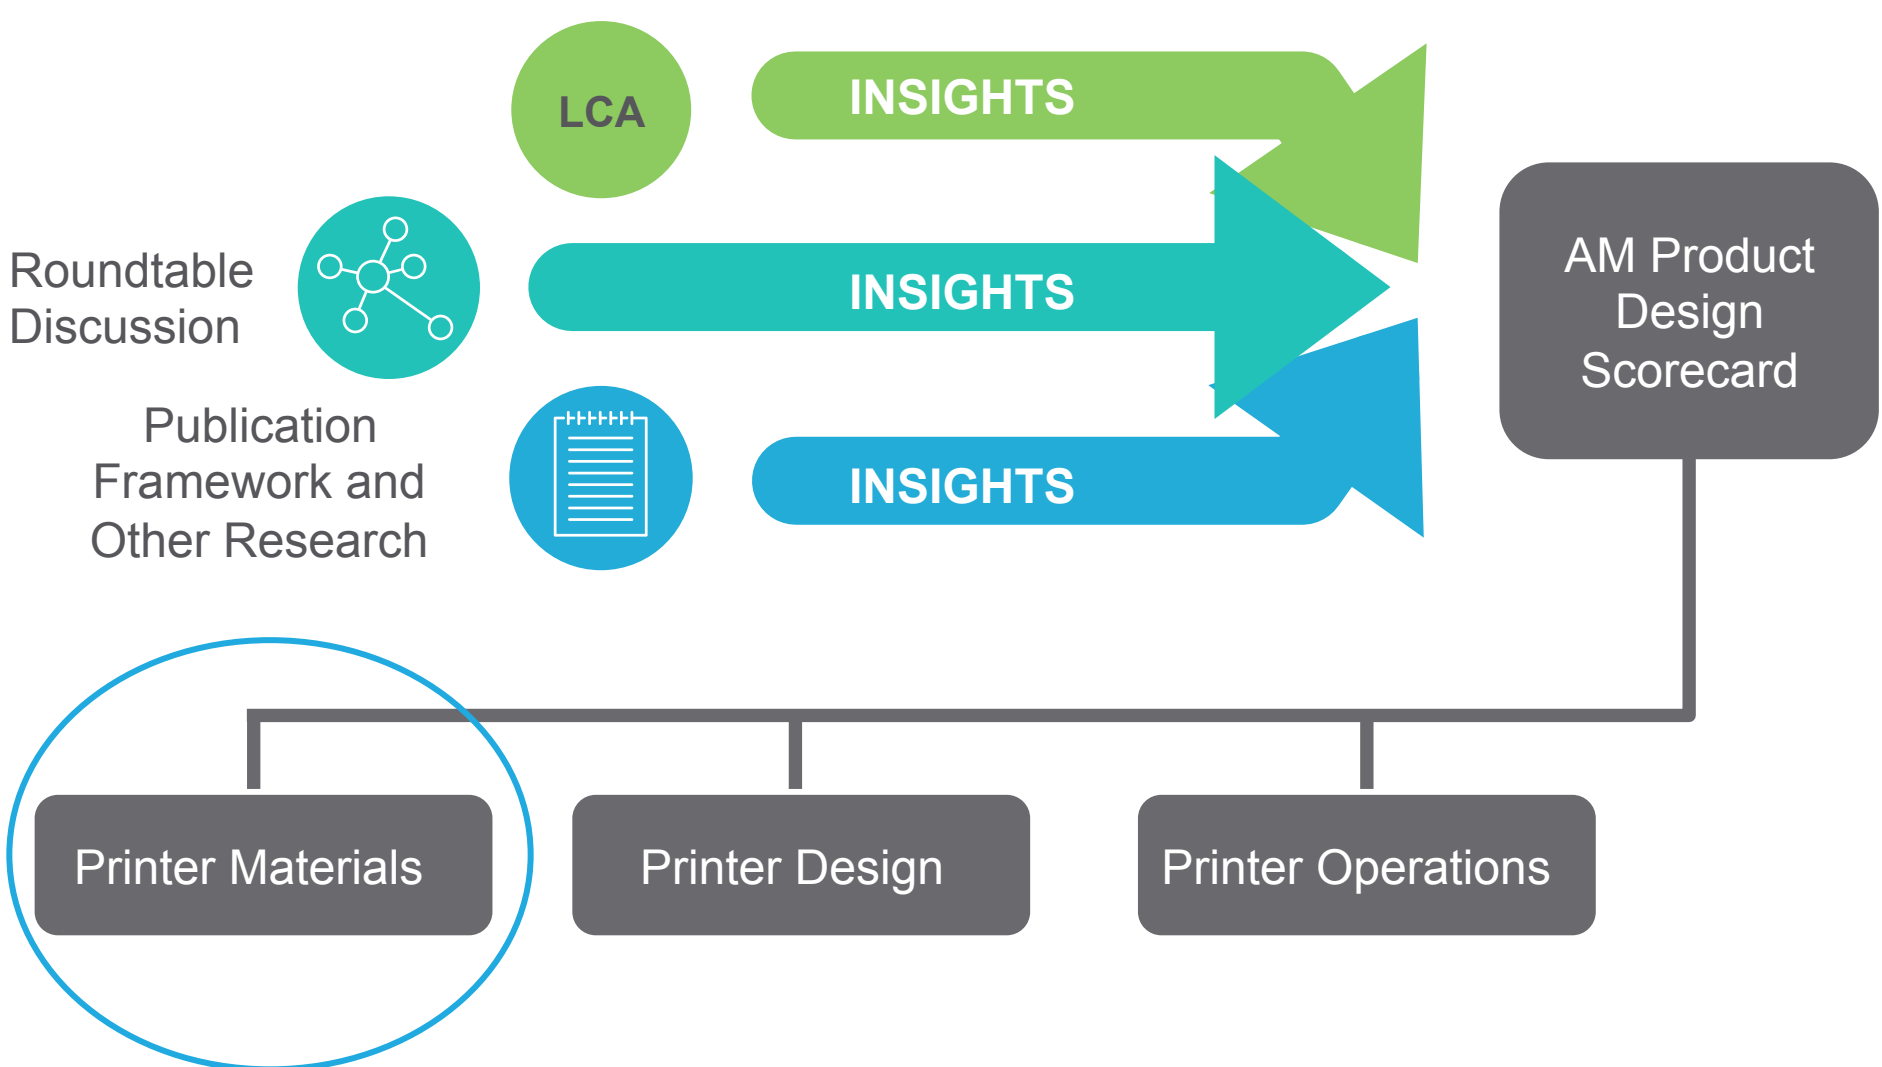 LCA
INSIGHTS
Roundtable
Discussion
INSIGHTS
Publication
Framework and
Other Research
INSIGHTS
AM Product
Design
Scorecard
Printer Materials
Printer Design
Printer Operations